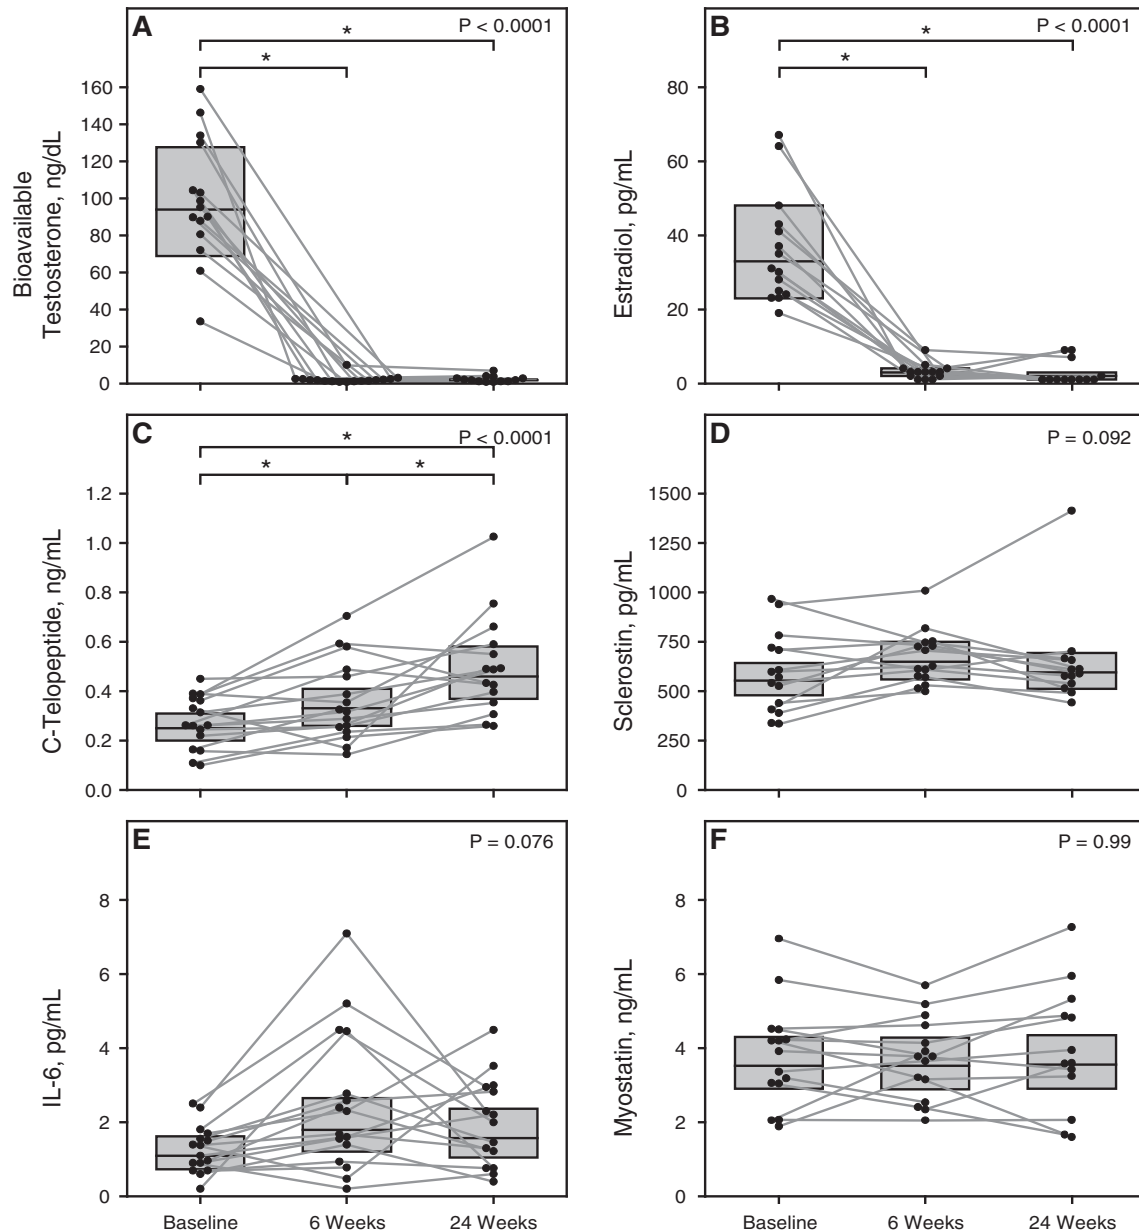 A
P < 0.0001
*
*
Bioavailable
Testosterone, ng/dL
160
140
120
100
80
60
40
20
0
B
P < 0.0001
*
*
Estradiol, pg/mL
80
60
40
20
0
C
P < 0.0001
*
*
*
C-Telopeptide, ng/mL
1.2
1.0
0.8
0.6
0.4
0.2
0.0
D
P = 0.092
Sclerostin, pg/mL
1500
1250
1000
750
500
250
0
E
P = 0.076
IL-6, pg/mL
8
6
4
2
0
Baseline
6 Weeks
24 Weeks
F
P = 0.99
Myostatin, ng/mL
8
6
4
2
0
Baseline
6 Weeks
24 Weeks